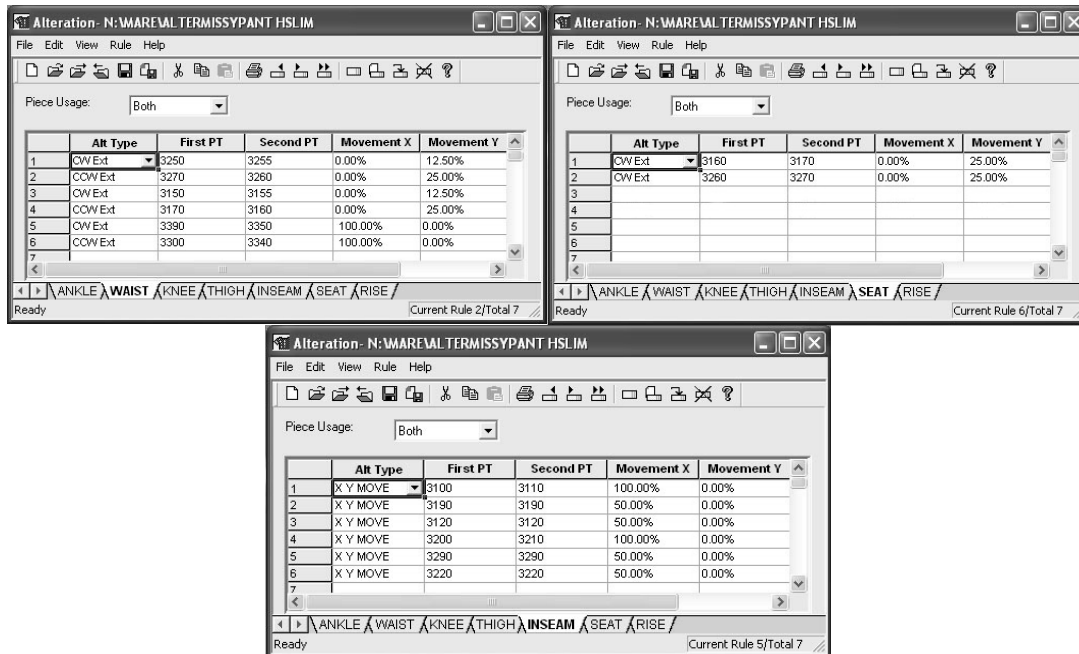 Alteration- N:\MARE\ALTERMISSYPANT HSLIM
File Edit View Rule Help
Piece Usage: Both
Alt Type First PT Second PT Movement X Movement Y
1 CW Ext 3250 3255 0.00% 12.50%
2 CCW Ext 3270 3260 0.00% 25.00%
3 CW Ext 3150 3155 0.00% 12.50%
4 CCW Ext 3170 3160 0.00% 25.00%
5 CW Ext 3390 3350 100.00% 0.00%
6 CCW Ext 3300 3340 100.00% 0.00%
7
ANKLE WAIST KNEE THIGH INSEAM SEAT RISE
Ready Current Rule 2/Total 7
Alteration- N:\MARE\ALTERMISSYPANT HSLIM
File Edit View Rule Help
Piece Usage: Both
Alt Type First PT Second PT Movement X Movement Y
1 CW Ext 3160 3170 0.00% 25.00%
2 CW Ext 3260 3270 0.00% 25.00%
3
4
5
6
7
ANKLE WAIST KNEE THIGH INSEAM SEAT RISE
Ready Current Rule 6/Total 7
Alteration- N:\MARE\ALTERMISSYPANT HSLIM
File Edit View Rule Help
Piece Usage: Both
Alt Type First PT Second PT Movement X Movement Y
1 X Y MOVE 3100 3110 100.00% 0.00%
2 X Y MOVE 3190 3190 50.00% 0.00%
3 X Y MOVE 3120 3120 50.00% 0.00%
4 X Y MOVE 3200 3210 100.00% 0.00%
5 X Y MOVE 3290 3290 50.00% 0.00%
6 X Y MOVE 3220 3220 50.00% 0.00%
7
ANKLE WAIST KNEE THIGH INSEAM SEAT RISE
Ready Current Rule 5/Total 7